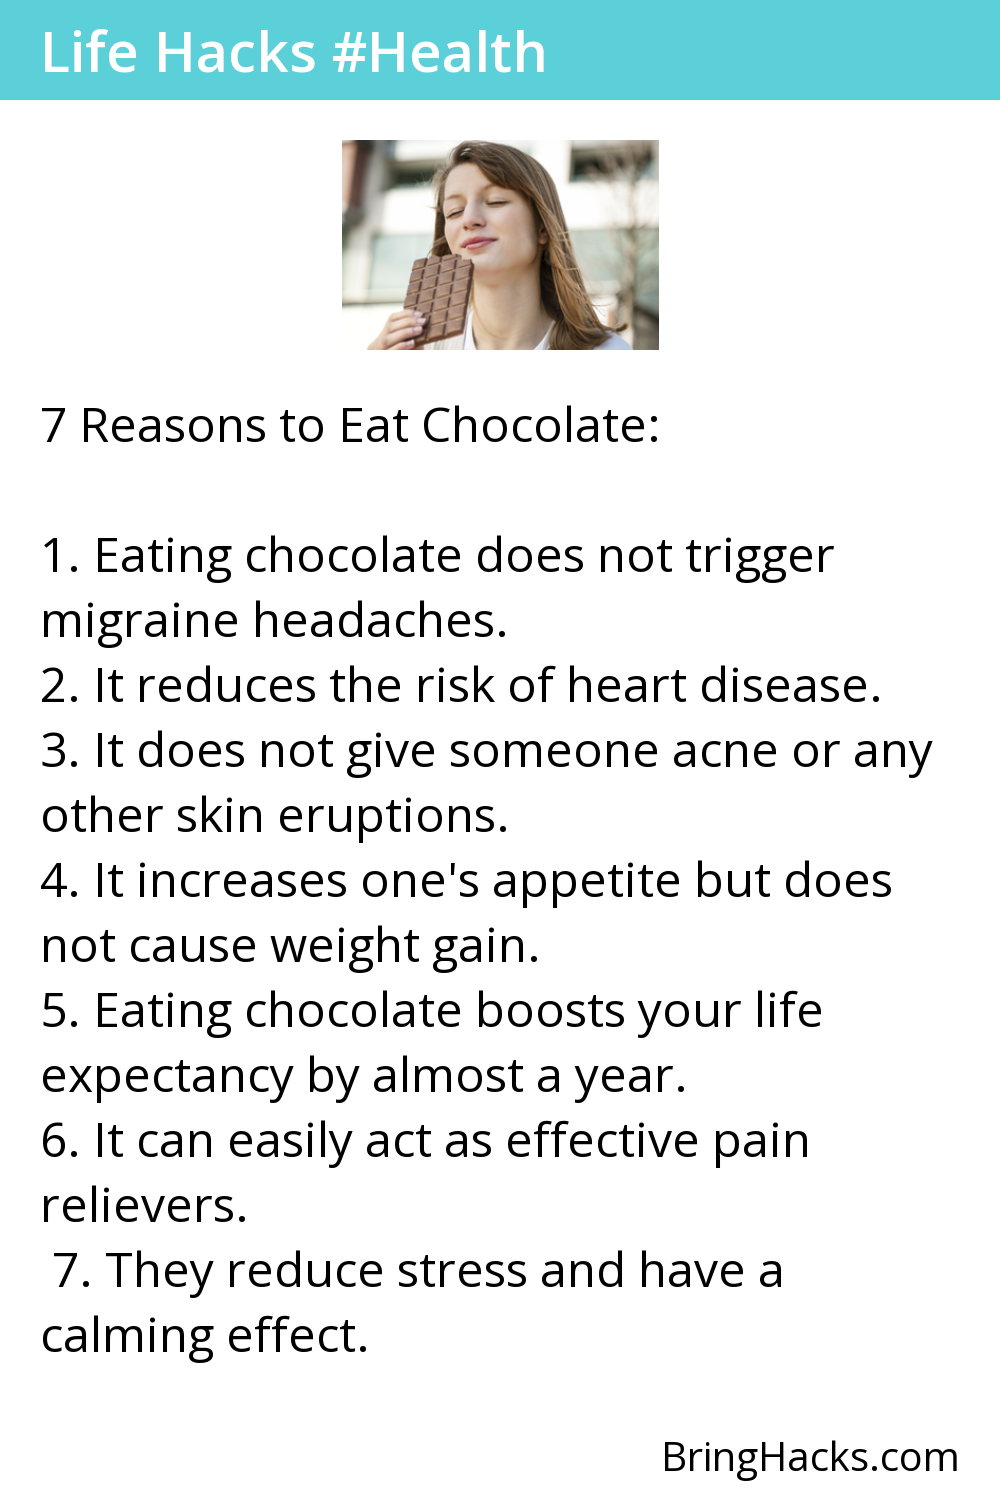 Life Hacks #Health
7 Reasons to Eat Chocolate:
1. Eating chocolate does not trigger
migraine headaches.
2. It reduces the risk of heart disease.
3. It does not give someone acne or any
other skin eruptions.
4. It increases one's appetite but does
not cause weight gain.
5. Eating chocolate boosts your life
expectancy by almost a year.
6. It can easily act as effective pain
relievers.
7. They reduce stress and have a
calming effect.
BringHacks.com